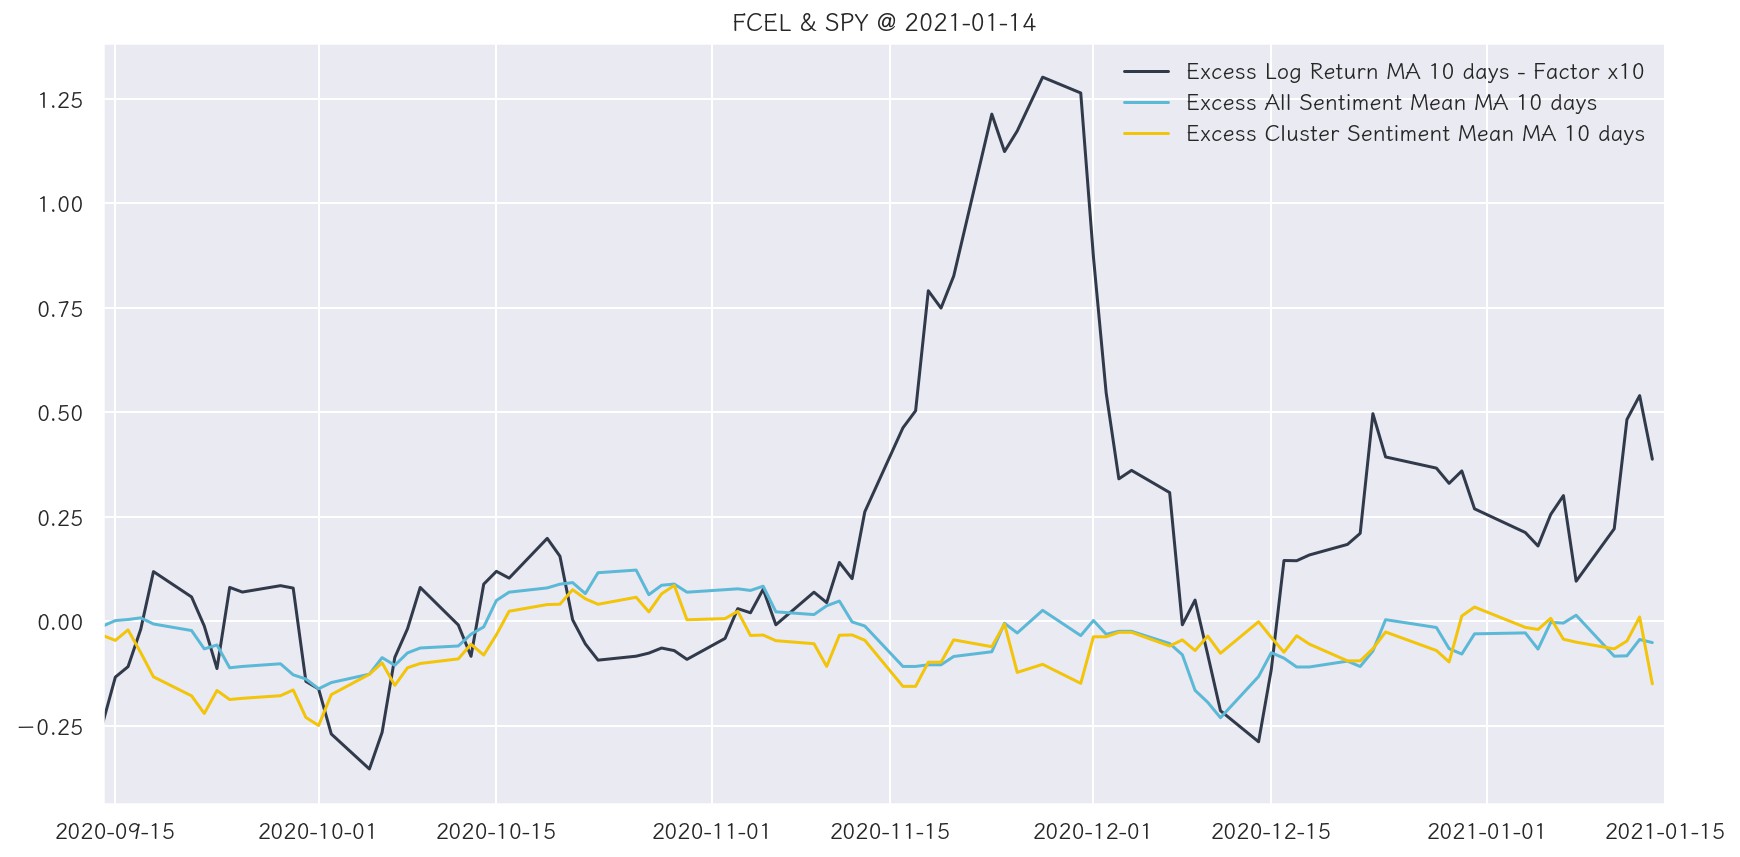 FCEL & SPY @ 2021-01-14
Excess Log Return MA 10 days - Factor x10
Excess All Sentiment Mean MA 10 days
Excess Cluster Sentiment Mean MA 10 days
1.25
1.00
0.75
0.50
0.25
0.00
−0.25
2020-09-15 2020-10-01 2020-10-15 2020-11-01 2020-11-15 2020-12-01 2020-12-15 2021-01-01 2021-01-15